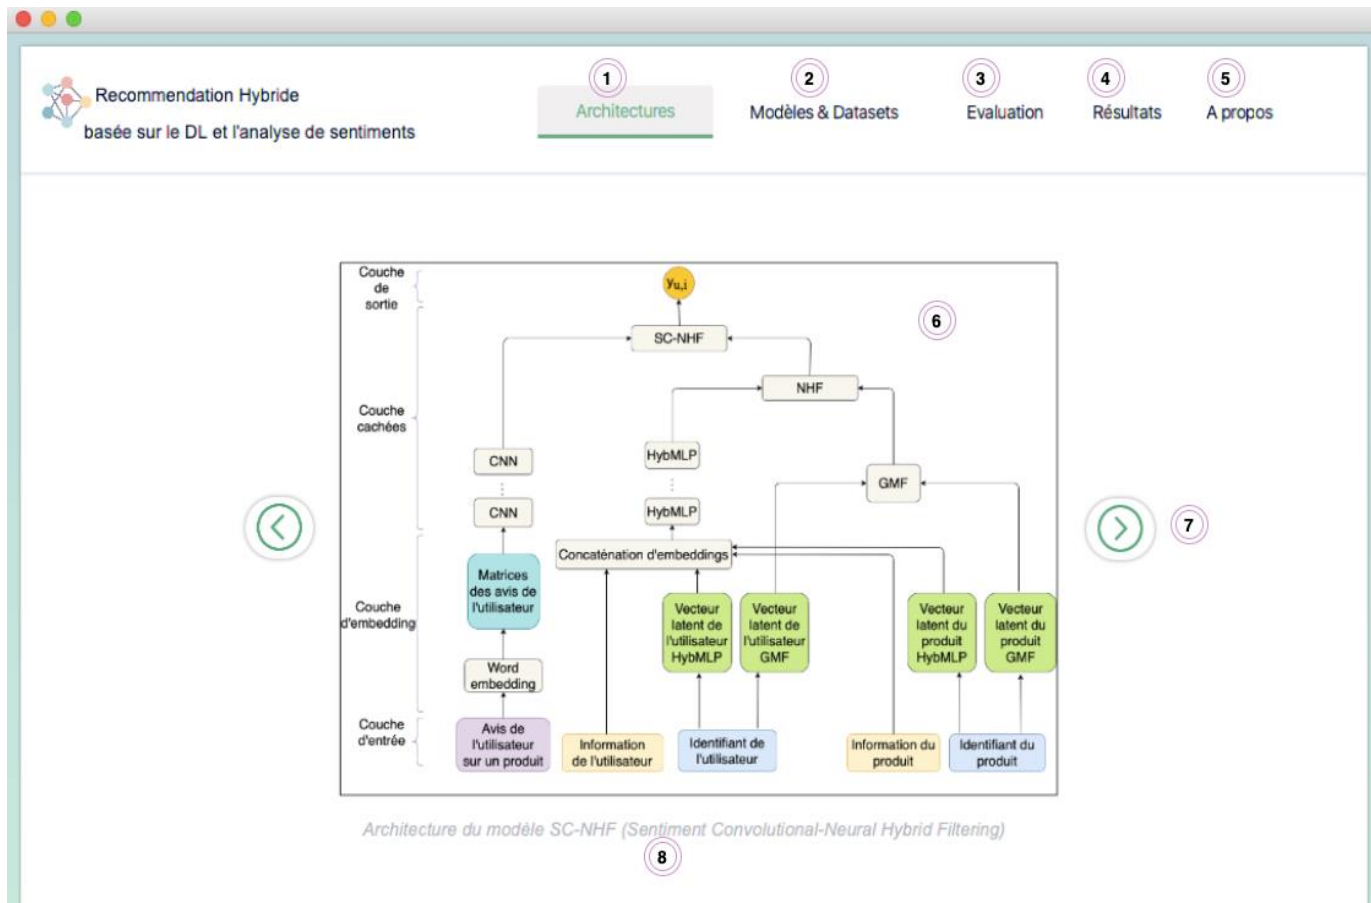 1
2
3
4
5
Recommendation Hybride
basée sur le DL et l'analyse de sentiments
Architectures
Modèles & Datasets
Evaluation
Résultats
A propos
Couche
de
sortie
yu,i
6
SC-NHF
NHF
Couche
cachées
CNN
HybMLP
GMF
CNN
HybMLP
7
Concaténation d'embeddings
Matrices
des avis de
l'utilisateur
Couche
d'embedding
Vecteur
latent de
l'utilisateur
HybMLP
Vecteur
latent de
l'utilisateur
GMF
Vecteur
latent du
produit
HybMLP
Vecteur
latent du
produit
GMF
Word
embedding
Couche
d'entrée
Avis de
l'utilisateur
sur un produit
Information
de l'utilisateur
Identifiant de
l'utilisateur
Information du
produit
Identifiant du
produit
Architecture du modèle SC-NHF (Sentiment Convolutional-Neural Hybrid Filtering)
8